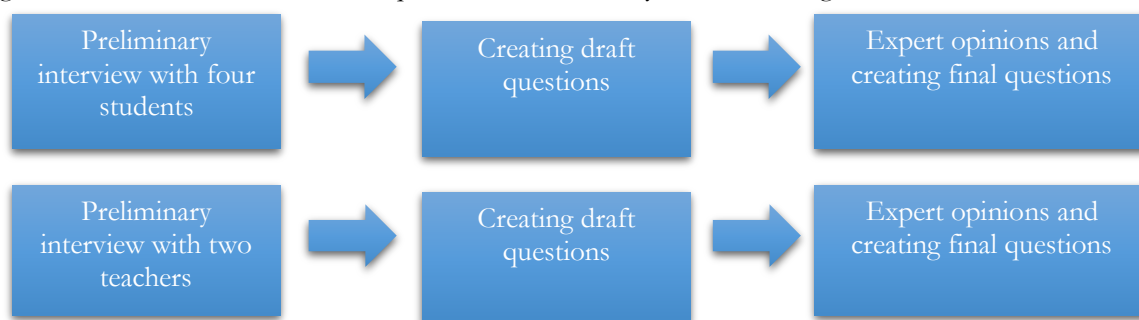 Preliminary
interview with four
students
Creating draft
questions
Expert opinions and
creating final questions
Preliminary
interview with two
teachers
Creating draft
questions
Expert opinions and
creating final questions